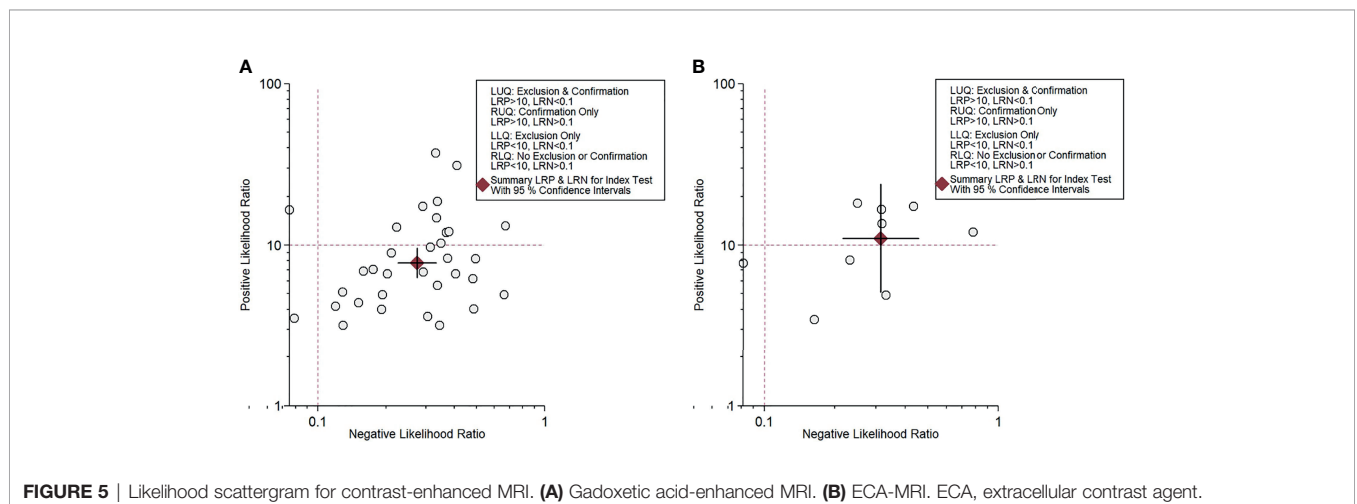 A
100
10
1
0.1
1
Positive Likelihood Ratio
Negative Likelihood Ratio
LUQ: Exclusion & Confirmation
LRP>10, LRN<0.1
RUQ: Confirmation Only
LRP>10, LRN>0.1
LLQ: Exclusion Only
LRP<10, LRN<0.1
RLQ: No Exclusion or Confirmation
LRP<10, LRN>0.1
Summary LRP & LRN for Index Test
With 95 % Confidence Intervals
B
100
10
1
0.1
1
Positive Likelihood Ratio
Negative Likelihood Ratio
LUQ: Exclusion & Confirmation
LRP>10, LRN<0.1
RUQ: Confirmation Only
LRP>10, LRN>0.1
LLQ: Exclusion Only
LRP<10, LRN<0.1
RLQ: No Exclusion or Confirmation
LRP<10, LRN>0.1
Summary LRP & LRN for Index Test
With 95 % Confidence Intervals
FIGURE 5 | Likelihood scattergram for contrast-enhanced MRI. (A) Gadoxetic acid-enhanced MRI. (B) ECA-MRI. ECA, extracellular contrast agent.